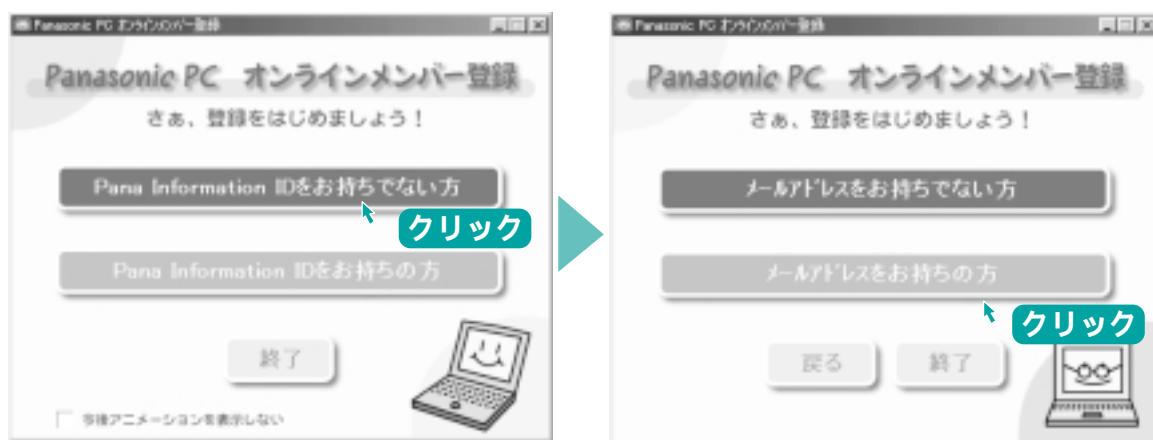 Panasonic PC オンラインメンバー登録
Panasonic PC オンラインメンバー登録
さぁ、登録をはじめましょう！
Pana Information IDをお持ちでない方
クリック
Pana Information IDをお持ちの方
終了
今後アニメーションを表示しない
Panasonic PC オンラインメンバー登録
Panasonic PC オンラインメンバー登録
さぁ、登録をはじめましょう！
メールアドレスをお持ちでない方
メールアドレスをお持ちの方
クリック
戻る
終了